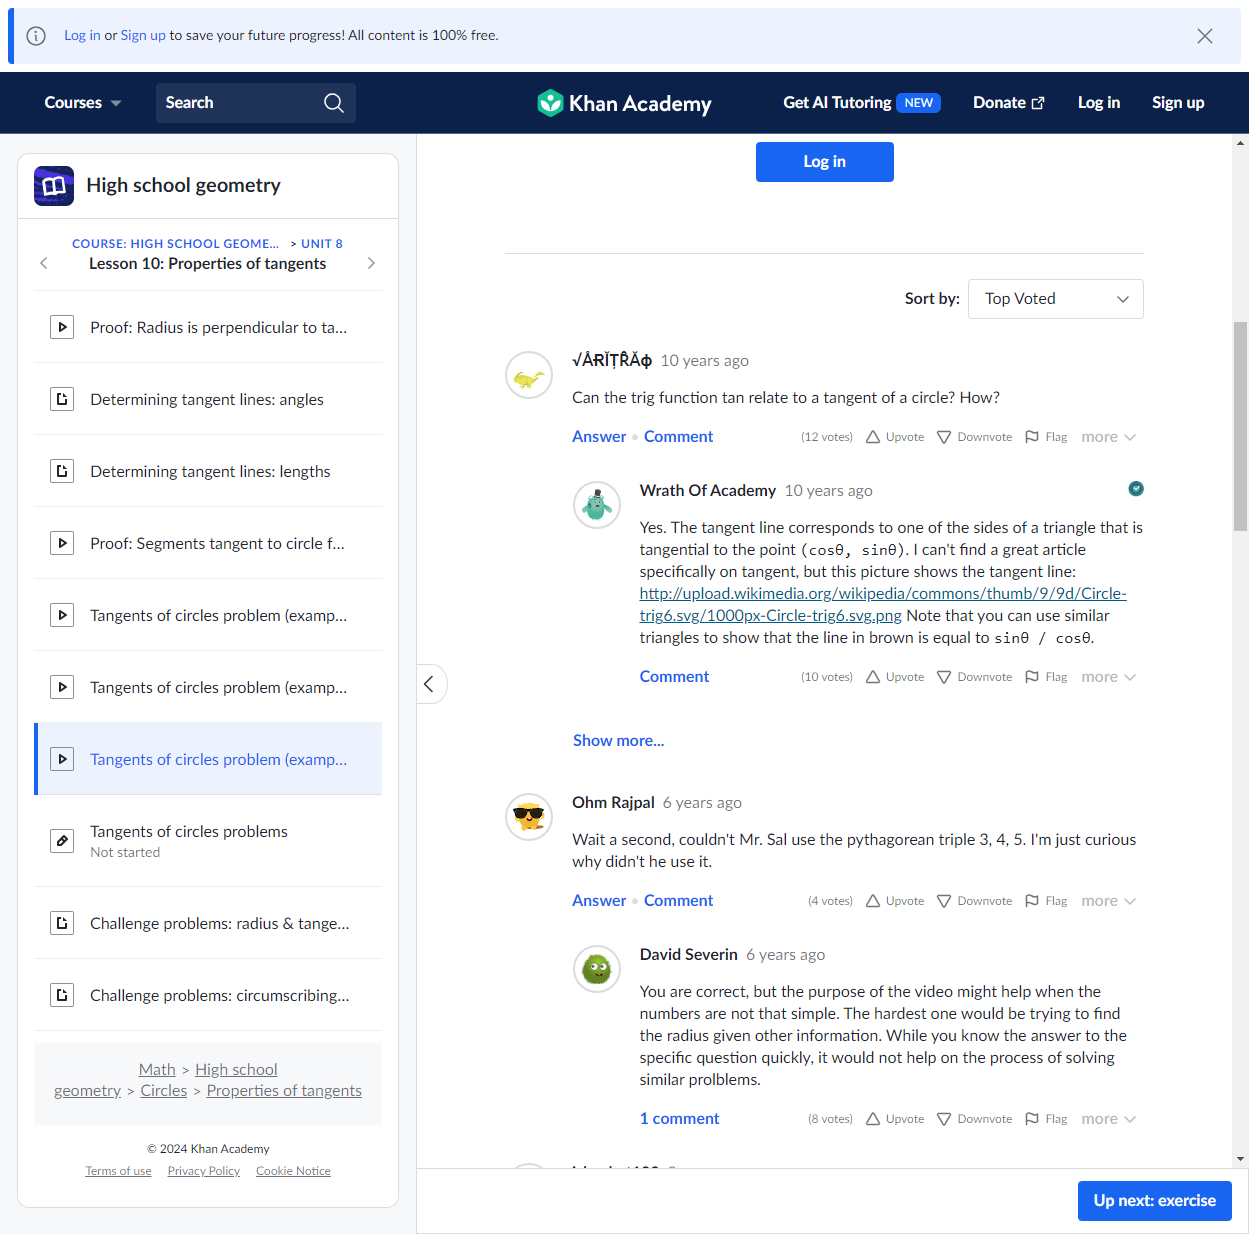 Log in or Sign up to save your future progress! All content is 100% free.
Courses
Search
Khan Academy
Get AI Tutoring NEW
Donate
Log in
Sign up
High school geometry
COURSE: HIGH SCHOOL GEOME... > UNIT 8
Lesson 10: Properties of tangents
Proof: Radius is perpendicular to ta...
Determining tangent lines: angles
Determining tangent lines: lengths
Proof: Segments tangent to circle f...
Tangents of circles problem (examp...
Tangents of circles problem (examp...
Tangents of circles problem (examp...
Tangents of circles problems
Not started
Challenge problems: radius & tange...
Challenge problems: circumscribing...
Math > High school
geometry > Circles > Properties of tangents
© 2024 Khan Academy
Terms of use Privacy Policy Cookie Notice
Log in
Sort by: Top Voted
10 years ago
Can the trig function tan relate to a tangent of a circle? How?
Answer • Comment (12 votes) Upvote Downvote Flag more
Wrath Of Academy 10 years ago
Yes. The tangent line corresponds to one of the sides of a triangle that is
tangential to the point (cosθ, sinθ). I can't find a great article
specifically on tangent, but this picture shows the tangent line:
http://upload.wikimedia.org/wikipedia/commons/thumb/9/9d/Circle-
trig6.svg/1000px-Circle-trig6.svg.png Note that you can use similar
triangles to show that the line in brown is equal to sinθ / cosθ.
Comment (10 votes) Upvote Downvote Flag more
Show more...
Ohm Rajpal 6 years ago
Wait a second, couldn't Mr. Sal use the pythagorean triple 3, 4, 5. I'm just curious
why didn't he use it.
Answer • Comment (4 votes) Upvote Downvote Flag more
David Severin 6 years ago
You are correct, but the purpose of the video might help when the
numbers are not that simple. The hardest one would be trying to find
the radius given other information. While you know the answer to the
specific question quickly, it would not help on the process of solving
similar prolblems.
1 comment (8 votes) Upvote Downvote Flag more
Up next: exercise